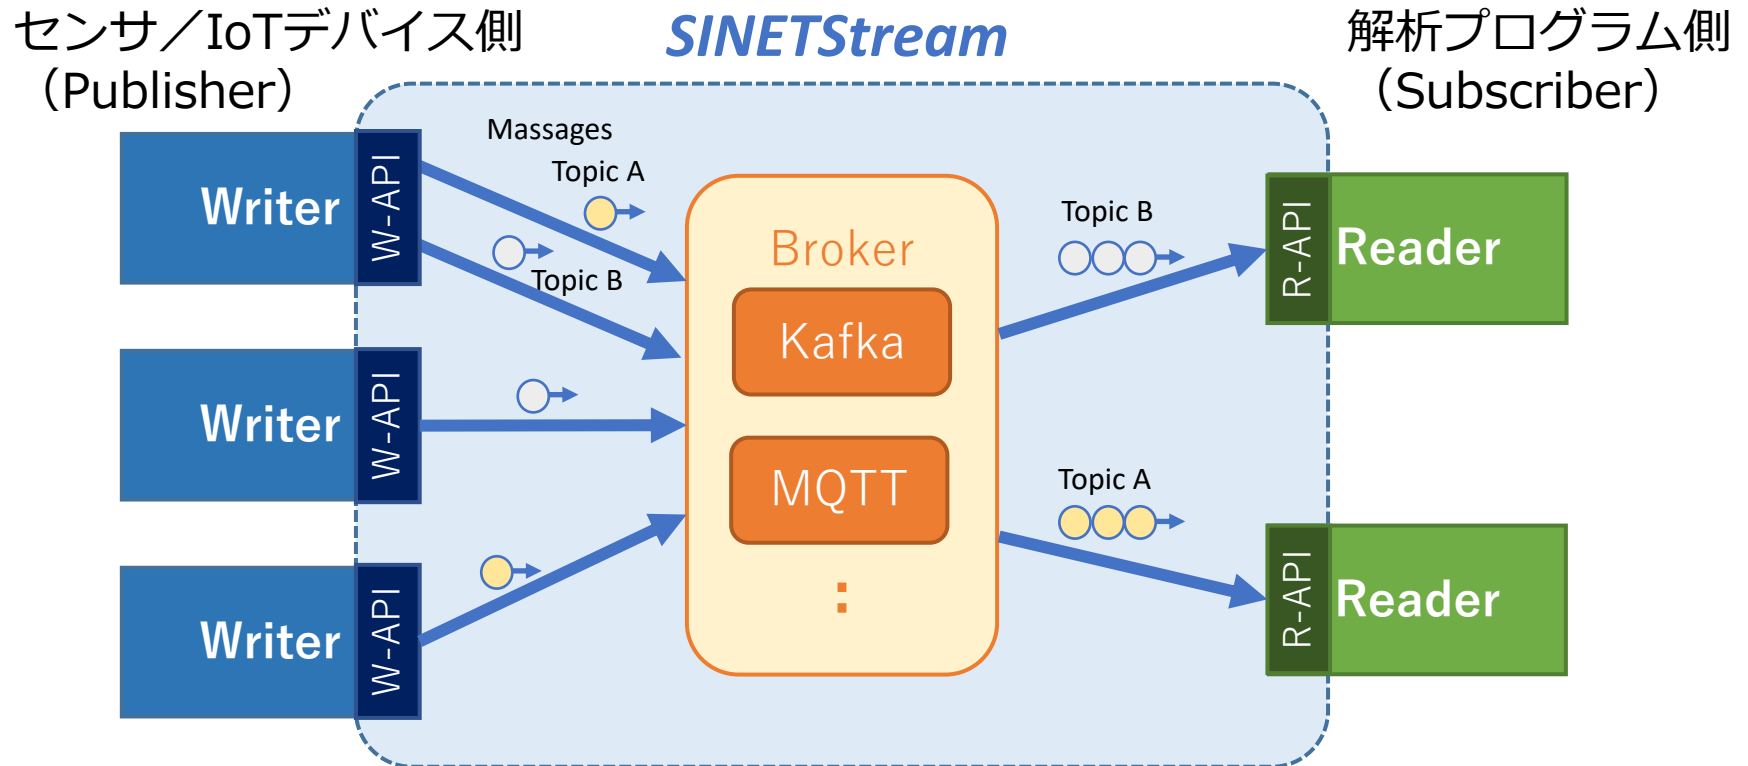 センサ／IoTデバイス側
（Publisher）
SINETStream
解析プログラム側
（Subscriber）
Massages
Topic A
Topic B
Writer
W-API
Writer
W-API
Writer
W-API
Broker
Kafka
MQTT
:
Topic B
Topic A
R-API
Reader
R-API
Reader